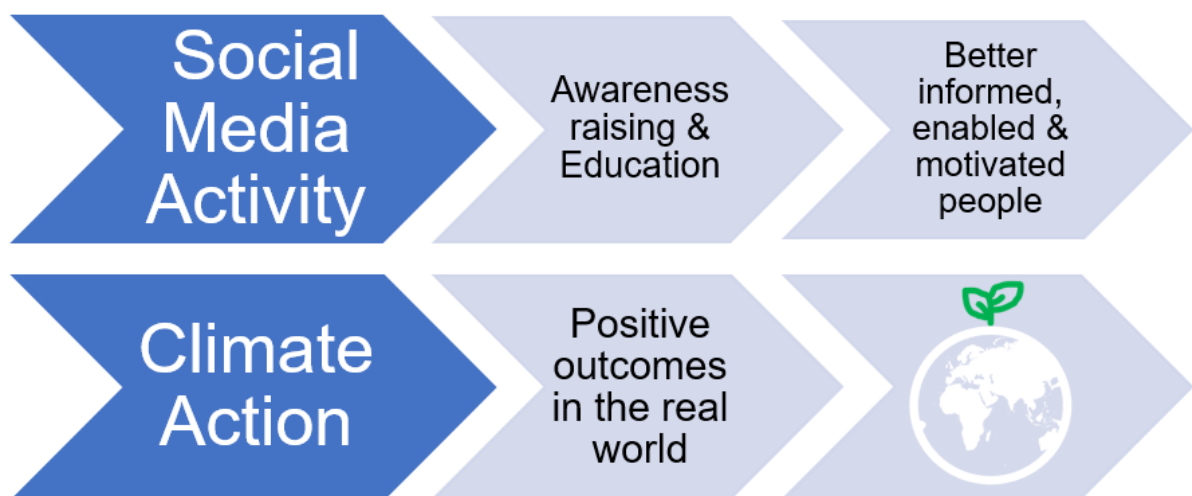 Social
Media
Activity
Awareness
raising &
Education
Better
informed,
enabled &
motivated
people
Climate
Action
Positive
outcomes
in the real
world